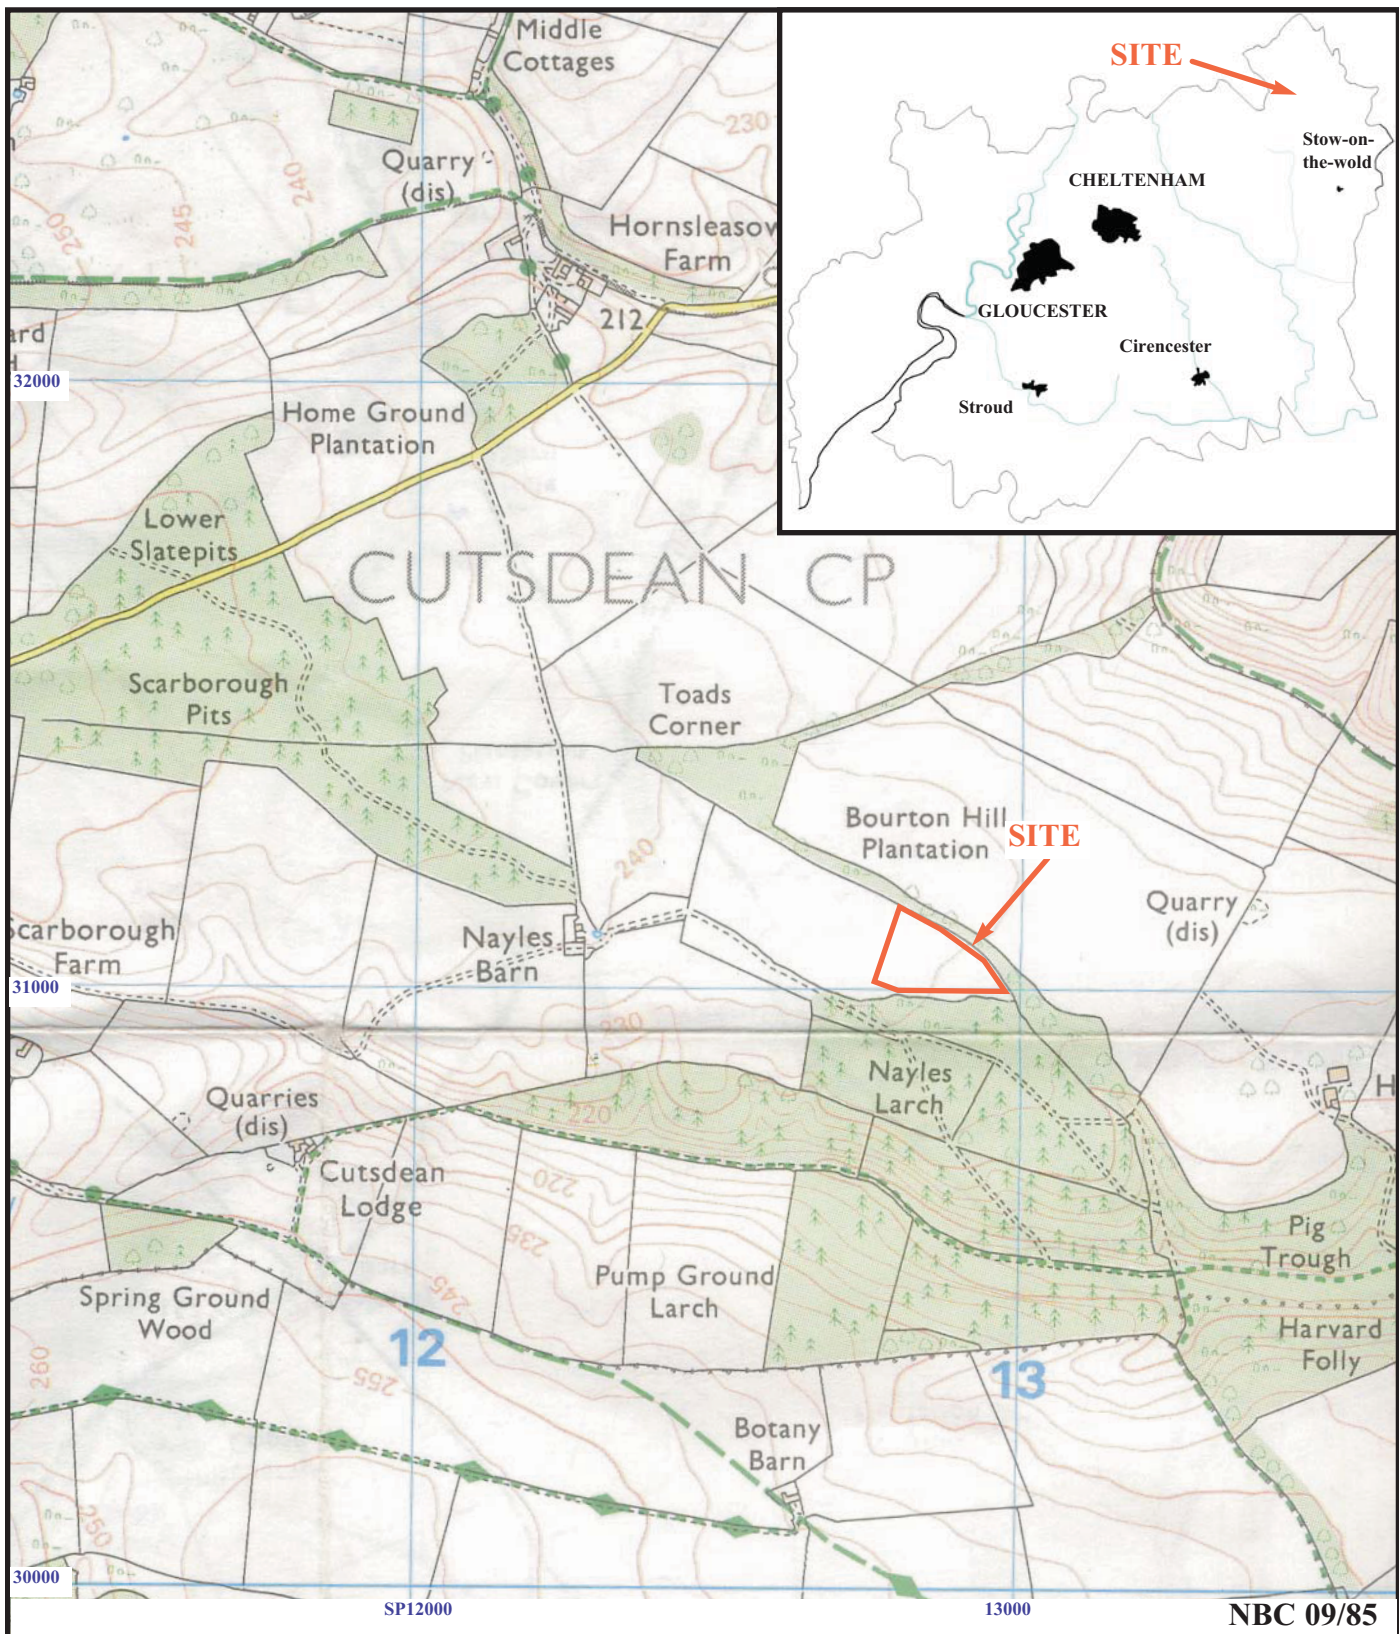 Middle
Cottages
230
SITE
Stow-on-
the-wold
CHELTENHAM
GLOUCESTER
Cirencester
Stroud
Quarry
(dis)
240
245
250
Hornsleasow
Farm
212
32000
Home Ground
Plantation
Lower
Slatepits
CUTSDEAN CP
Scarborough
Pits
Toads
Corner
Bourton Hill
Plantation
SITE
240
Quarry
(dis)
Scarborough
Farm
Nayles
Barn
31000
230
Nayles
Larch
Quarries
(dis)
220
Cutsdean
Lodge
220
235
245
Pump Ground
Larch
Pig
Trough
Spring Ground
Wood
Harvard
Folly
12
13
260
255
Botany
Barn
250
30000
SP12000
13000
NBC 09/85